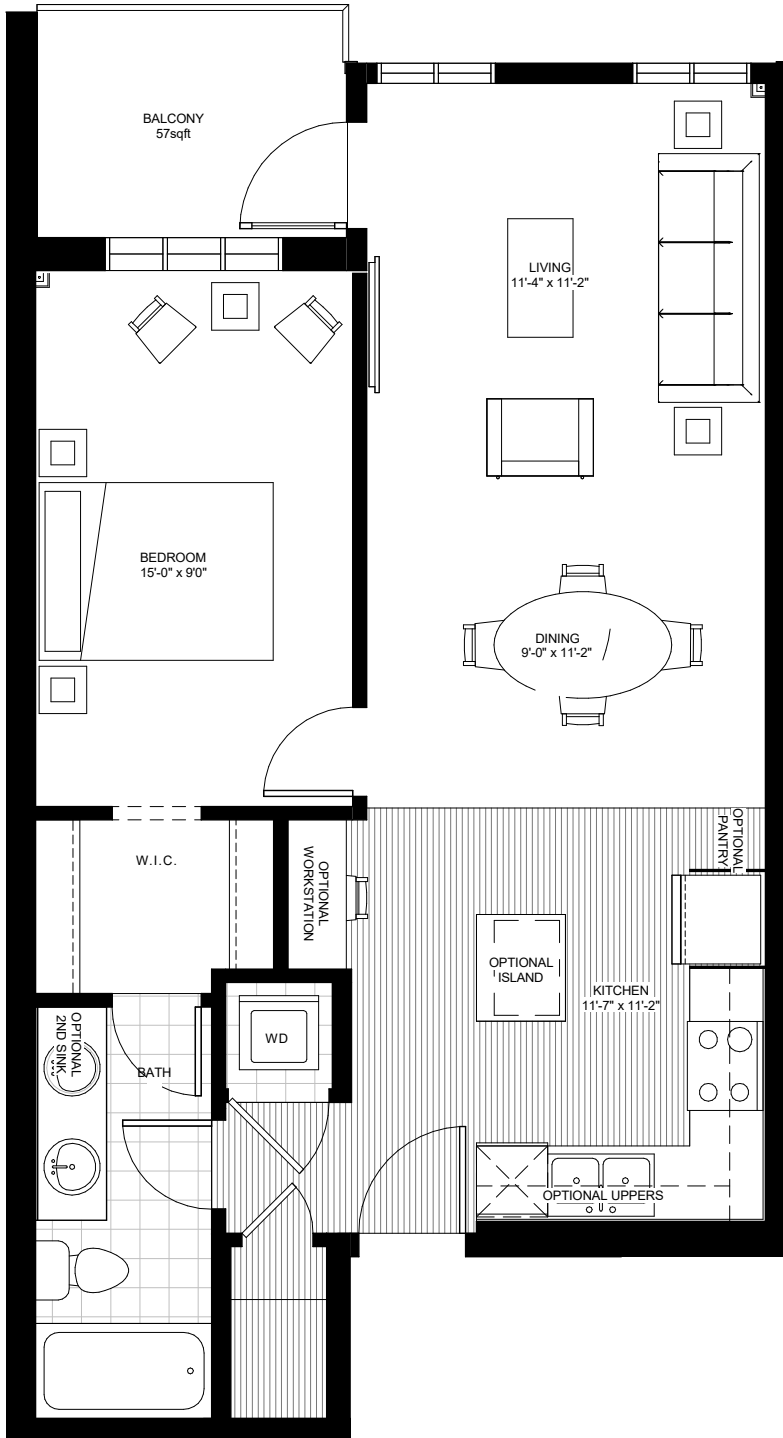 BALCONY
57sqft
LIVING
11'-4" x 11'-2"
BEDROOM
15'-0" x 9'0"
DINING
9'-0" x 11'-2"
OPTIONAL
PANTRY
W.I.C.
OPTIONAL
WORKSTATION
OPTIONAL
ISLAND
KITCHEN
11'-7" x 11'-2"
OPTIONAL
2ND SINK
WD
BATH
OPTIONAL UPPERS